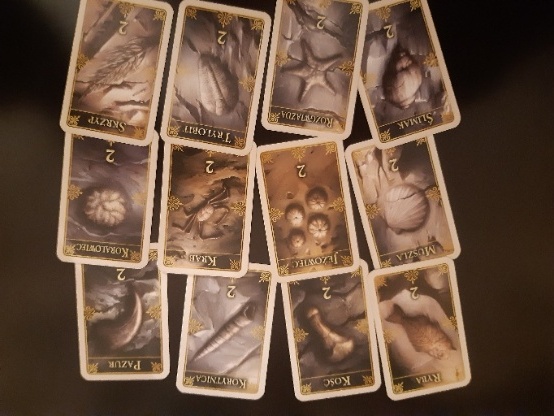 2 2 2 2
SKRZYP TRYLOBIT ROZGWIAZDA ŚLIMAK
2 2 2 2
KORALOWIEC KRAB JEŻOWIEC MUSZLA
2 2 2 2
PAZUR KORYTNICA KOŚĆ RYBA